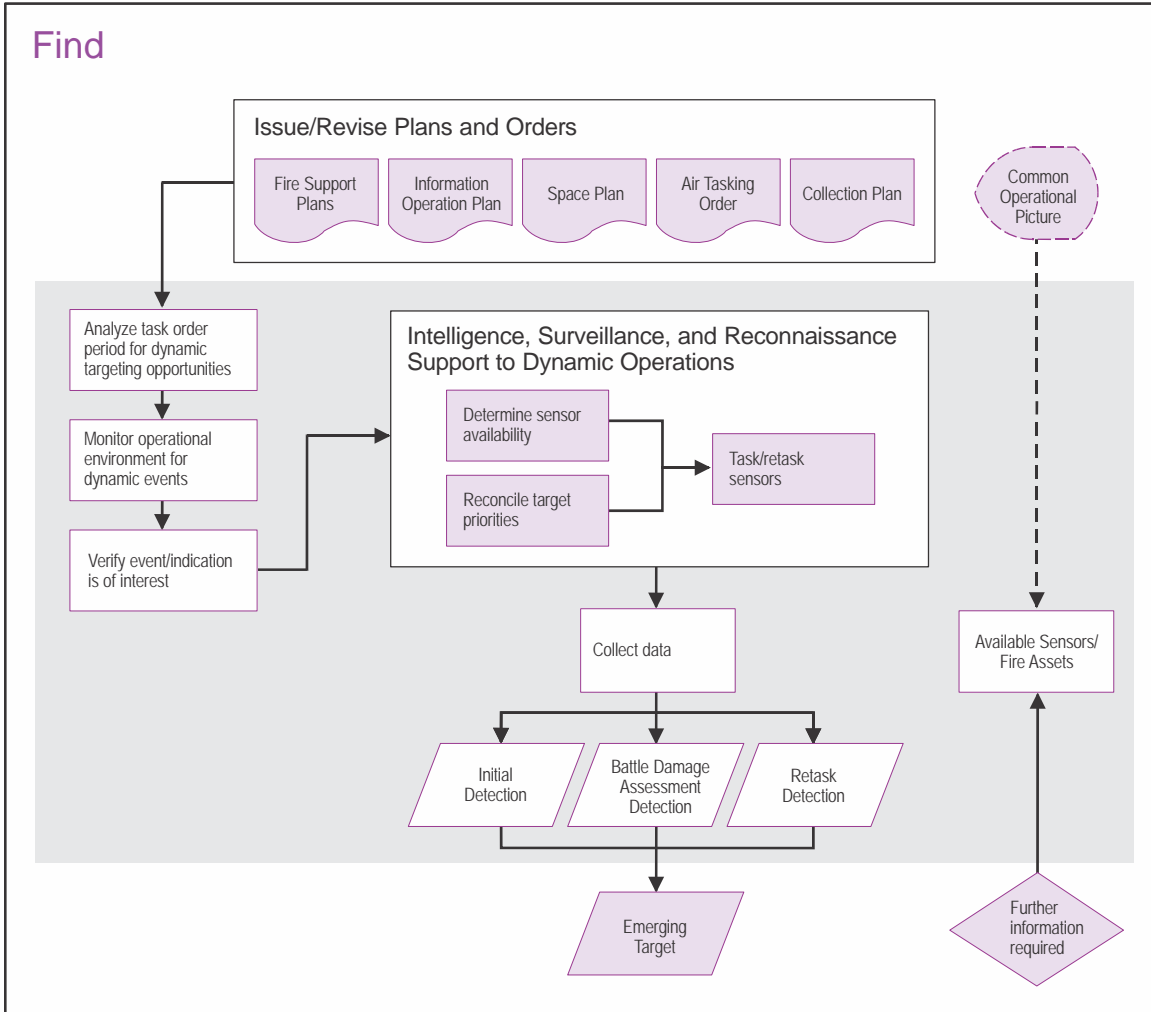 Find
Issue/Revise Plans and Orders
Fire Support
Plans
Information
Operation Plan
Space Plan
Air Tasking
Order
Collection Plan
Common
Operational
Picture
Analyze task order
period for dynamic
targeting opportunities
Monitor operational
environment for
dynamic events
Verify event/indication
is of interest
Intelligence, Surveillance, and Reconnaissance
Support to Dynamic Operations
Determine sensor
availability
Reconcile target
priorities
Task/retask
sensors
Collect data
Available Sensors/
Fire Assets
Initial
Detection
Battle Damage
Assessment
Detection
Retask
Detection
Emerging
Target
Further
information
required